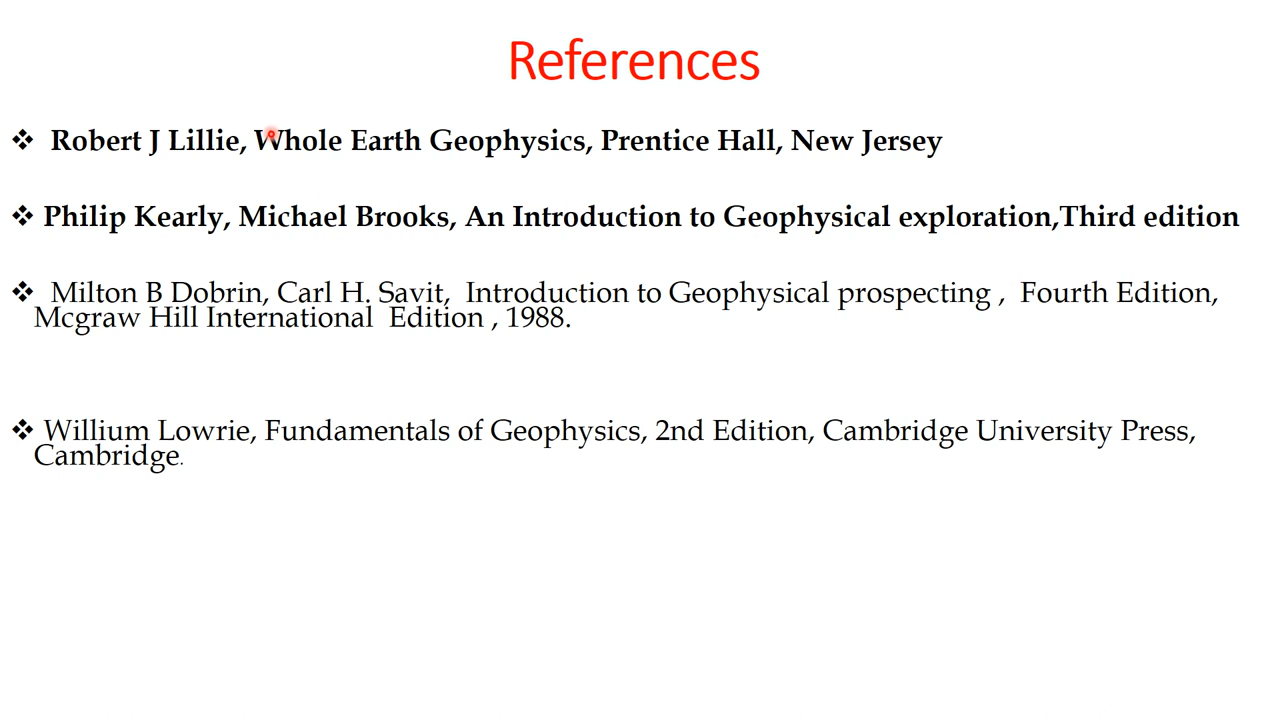 References
❖ Robert J Lillie, Whole Earth Geophysics, Prentice Hall, New Jersey
❖ Philip Kearly, Michael Brooks, An Introduction to Geophysical exploration,Third edition
❖ Milton B Dobrin, Carl H. Savit, Introduction to Geophysical prospecting , Fourth Edition,
Mcgraw Hill International Edition , 1988.
❖ Willium Lowrie, Fundamentals of Geophysics, 2nd Edition, Cambridge University Press,
Cambridge.